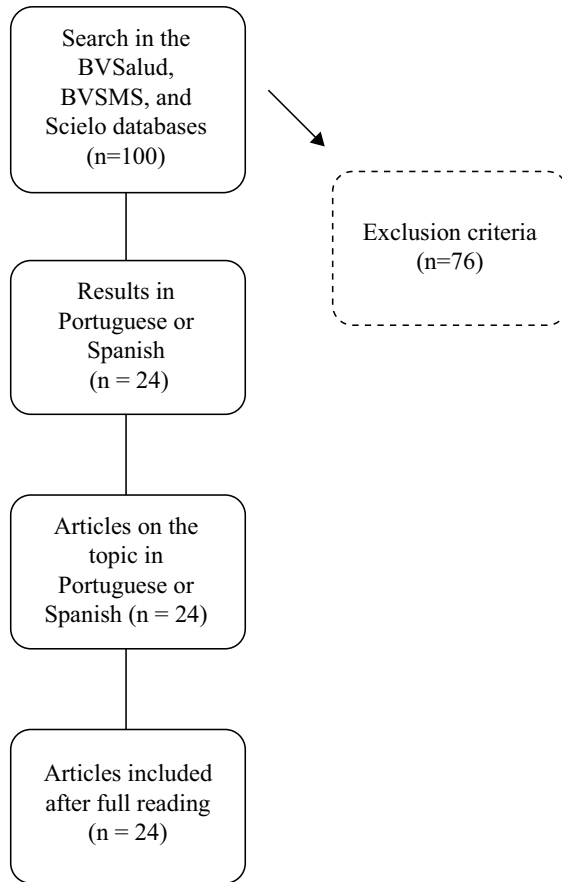 Search in the
BVSalud,
BVSMS, and
Scielo databases
(n=100)
Exclusion criteria
(n=76)
Results in
Portuguese or
Spanish
(n = 24)
Articles on the
topic in
Portuguese or
Spanish (n = 24)
Articles included
after full reading
(n = 24)